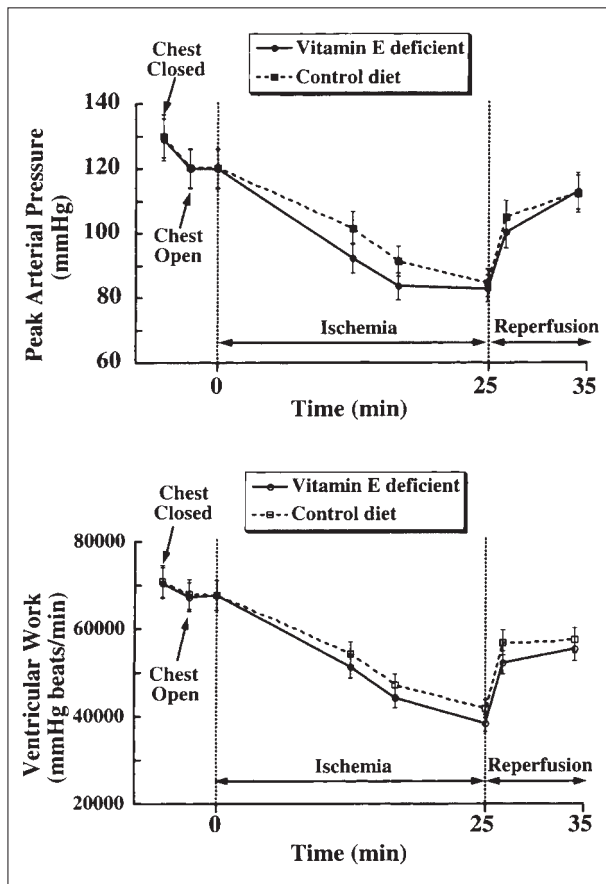 Vitamin E deficient
Control diet
Chest
Closed
140
120
100
80
60
Peak Arterial Pressure
(mmHg)
Chest
Open
Ischemia
Reperfusion
0
25
35
Time (min)
Vitamin E deficient
Control diet
Chest
Closed
80000
60000
40000
20000
Ventricular Work
(mmHg beats/min)
Chest
Open
Ischemia
Reperfusion
0
25
35
Time (min)